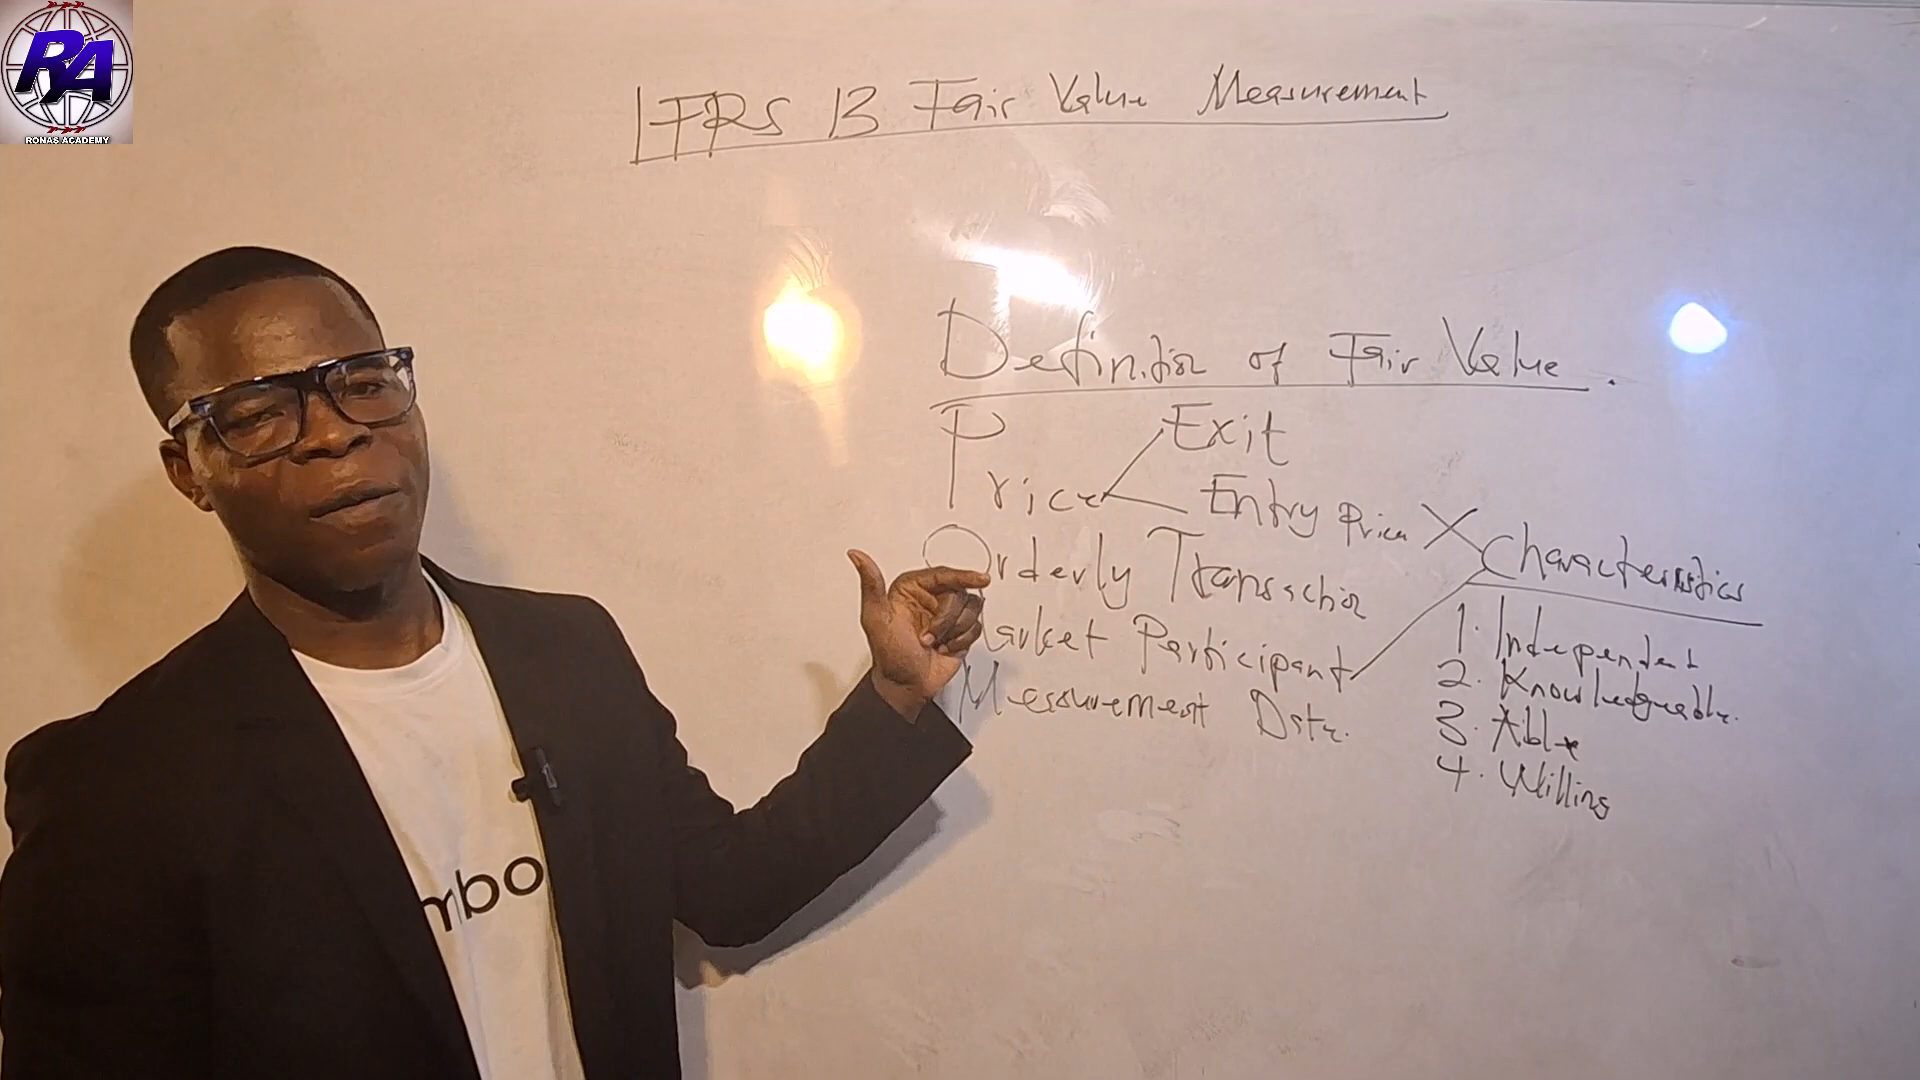 RA
RONAS ACADEMY
IFRS 13 Fair Value Measurement
Definition of Fair Value.
Price
Exit
Entry Price X
Orderly Transaction
Market Participant
Measurement Date.
Characteristics
1. Independent
2. Knowledgeable.
3. Able
4. Willing
mbo